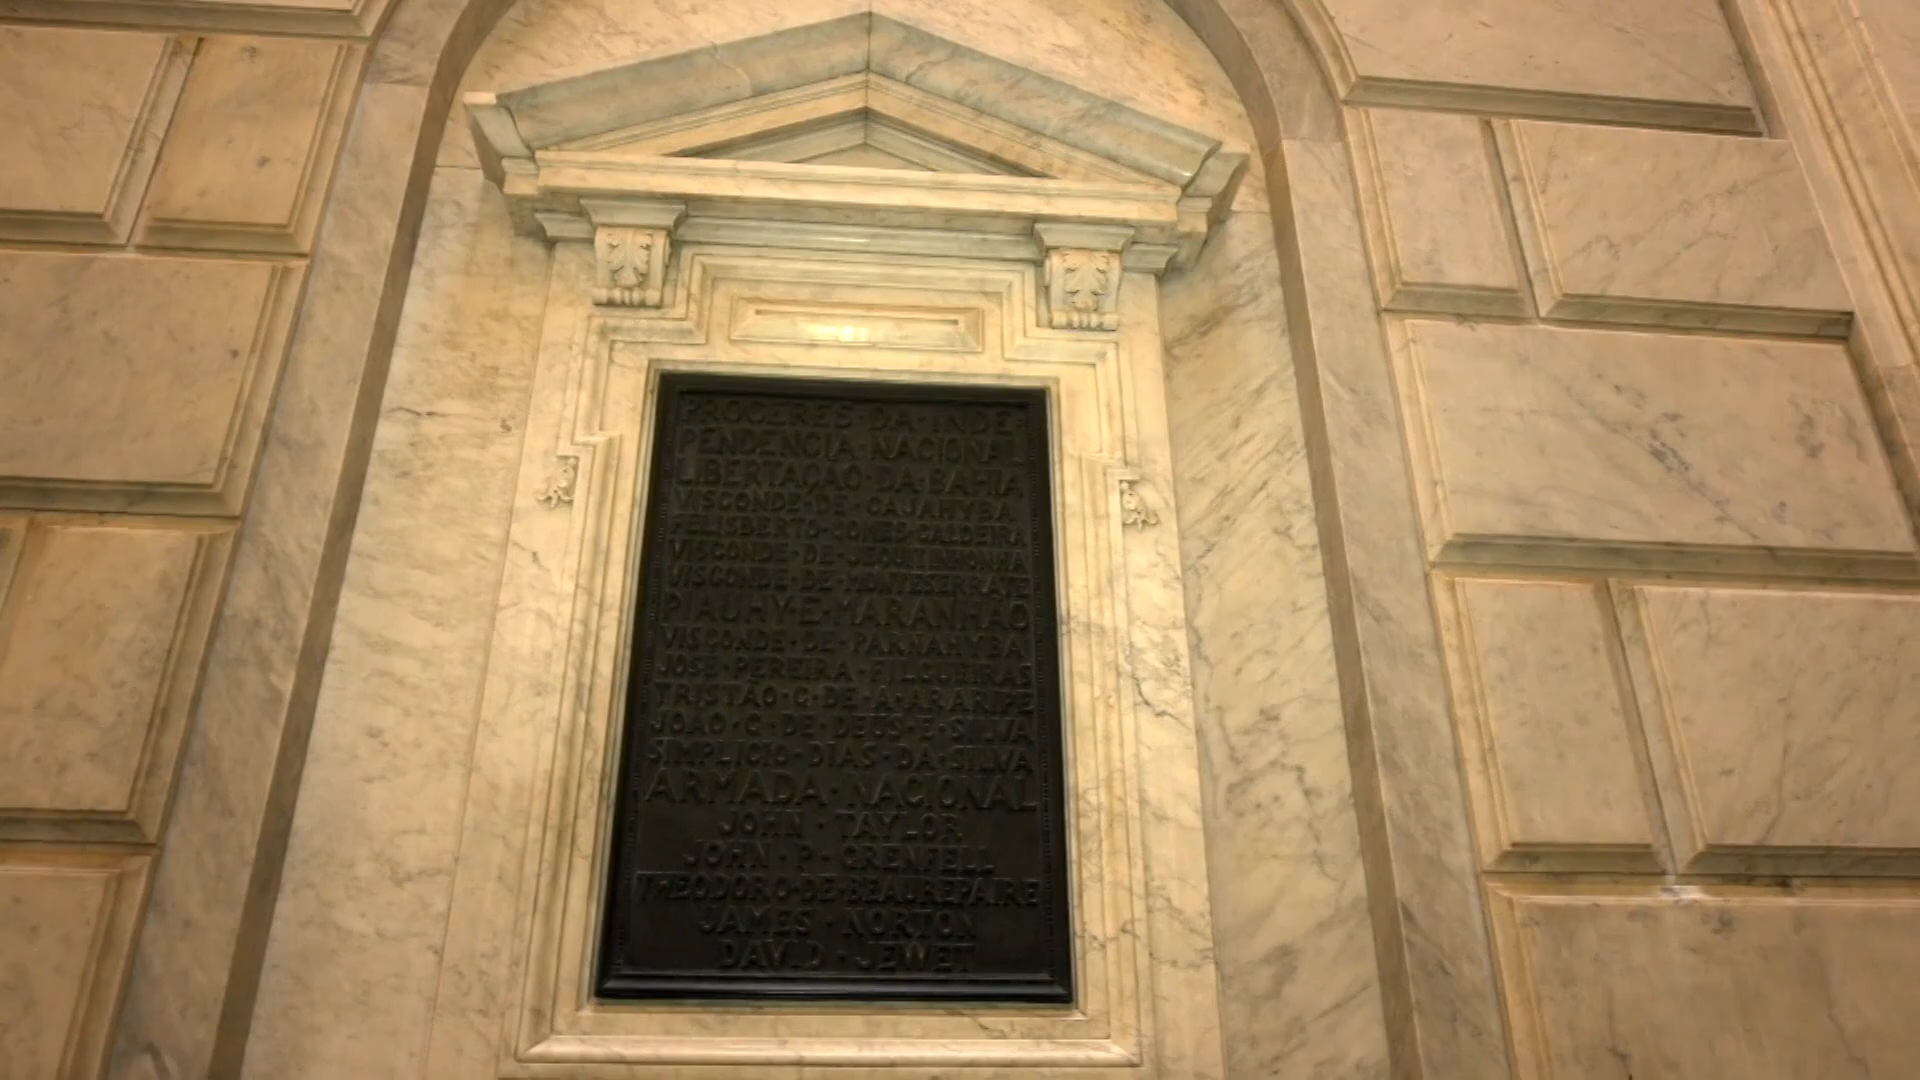 PROCERES DA·INDE-
PENDENCIA·NACIONAL
LIBERTAÇÃO·DA·BAHIA
VISCONDE·DE·CAJAHYBA
FELISBERTO·GOMES·CALDEIRA
VISCONDE·DE·JEQUITINHONHA
VISCONDE·DE·MONTESERRATE
PIAUHY·E·MARANHÃO
VISCONDE·DE·PARNAHYBA
JOSE·PEREIRA·FILGUEIRAS
TRISTÃO·G·DE·A·ARARIPE
JOÃO·C·DE·DEUS·E·SILVA
SIMPLICIO·DIAS·DA·SILVA
ARMADA·NACIONAL
JOHN·TAYLOR
JOHN·P·GRENFELL
THEODORO·DE·BEAUREPAIRE
JAMES·NORTON
DAVID·JEWET